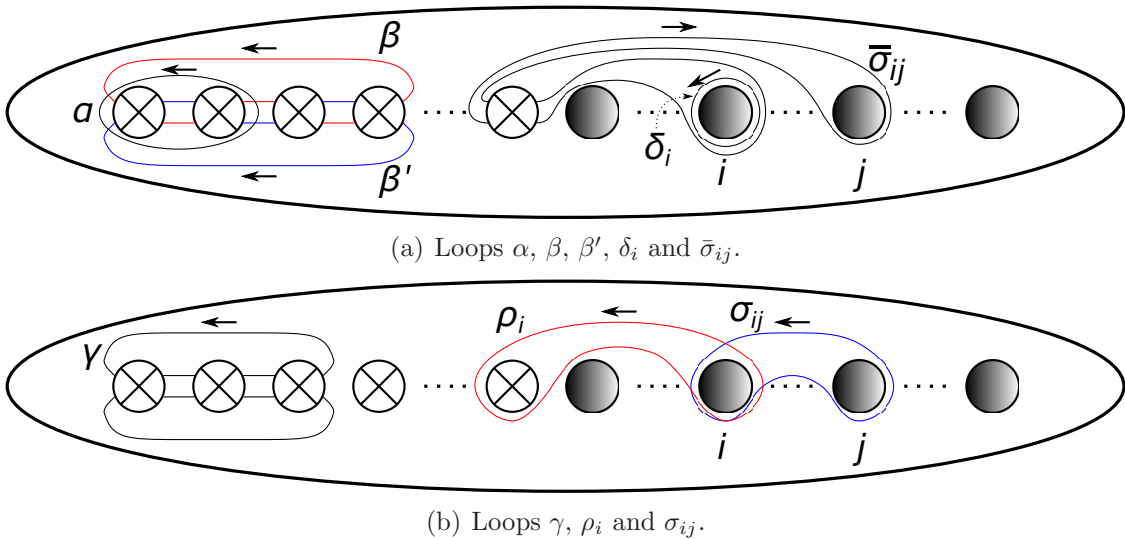 β
α
β'
δᵢ
i
σ̄ᵢⱼ
j
(a) Loops α, β, β′, δᵢ and σ̄ᵢⱼ.
γ
ρᵢ
σᵢⱼ
i
j
(b) Loops γ, ρᵢ and σᵢⱼ.